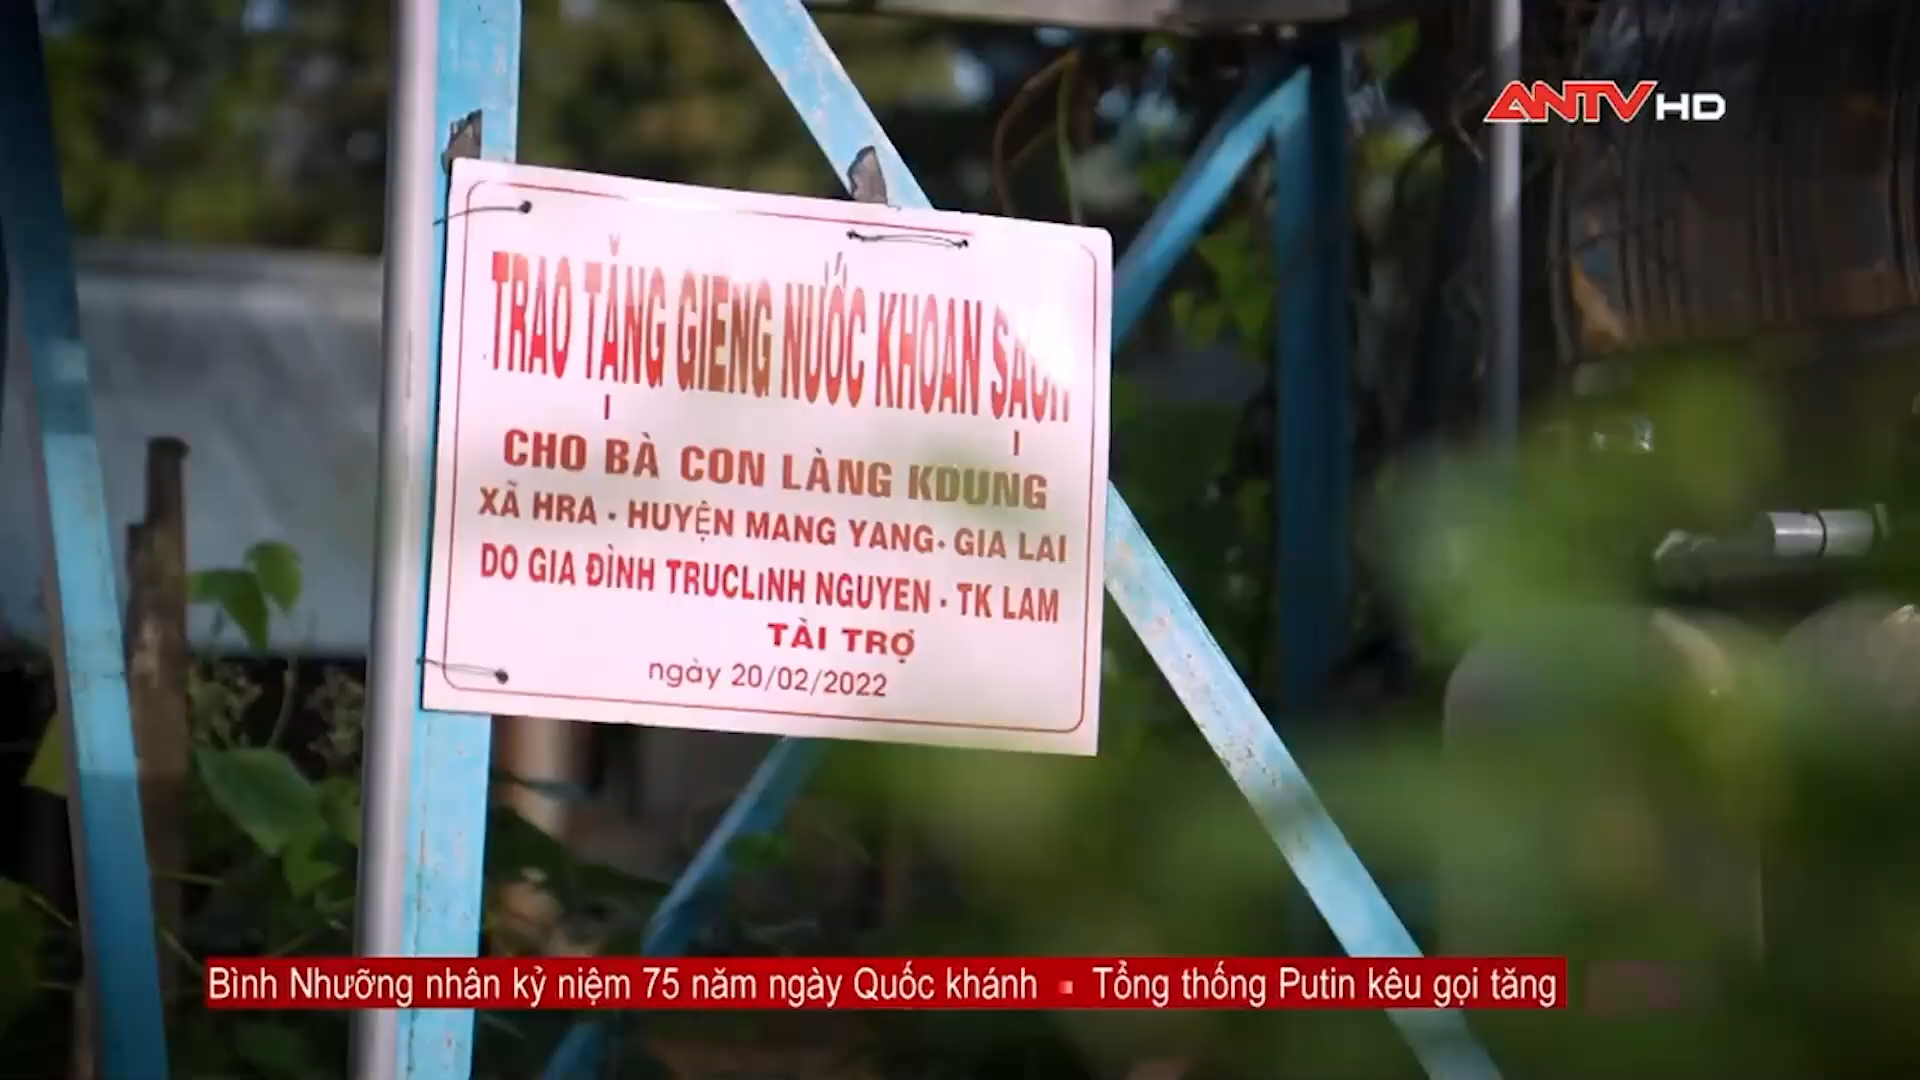 ANTV HD
TRAO TẶNG GIẾNG NƯỚC KHOAN SẠCH
CHO BÀ CON LÀNG KDUNG
XÃ HRA - HUYỆN MANG YANG - GIA LAI
DO GIA ĐÌNH TRUCLiNH NGUYEN - TK LAM
TÀI TRỢ
ngày 20/02/2022
Bình Nhưỡng nhân kỷ niệm 75 năm ngày Quốc khánh ▪ Tổng thống Putin kêu gọi tăng